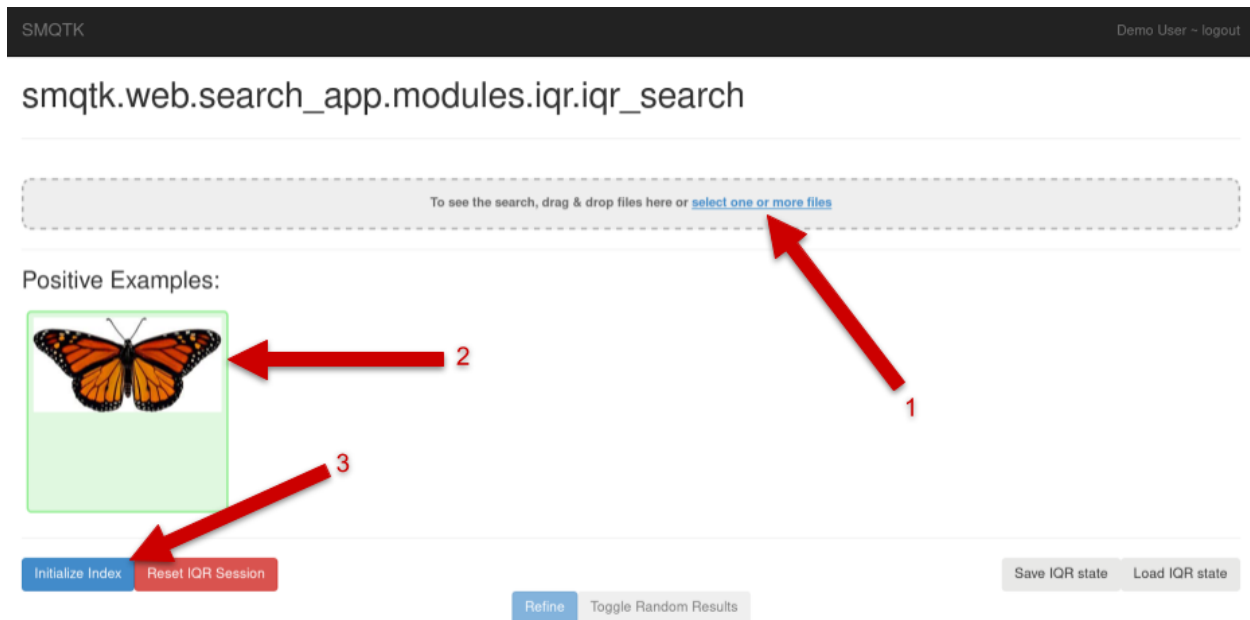 SMQTK
Demo User ~ logout
smqtk.web.search_app.modules.iqr.iqr_search
To see the search, drag & drop files here or select one or more files
Positive Examples:
2
1
3
Initialize Index
Reset IQR Session
Save IQR state
Load IQR state
Refine
Toggle Random Results